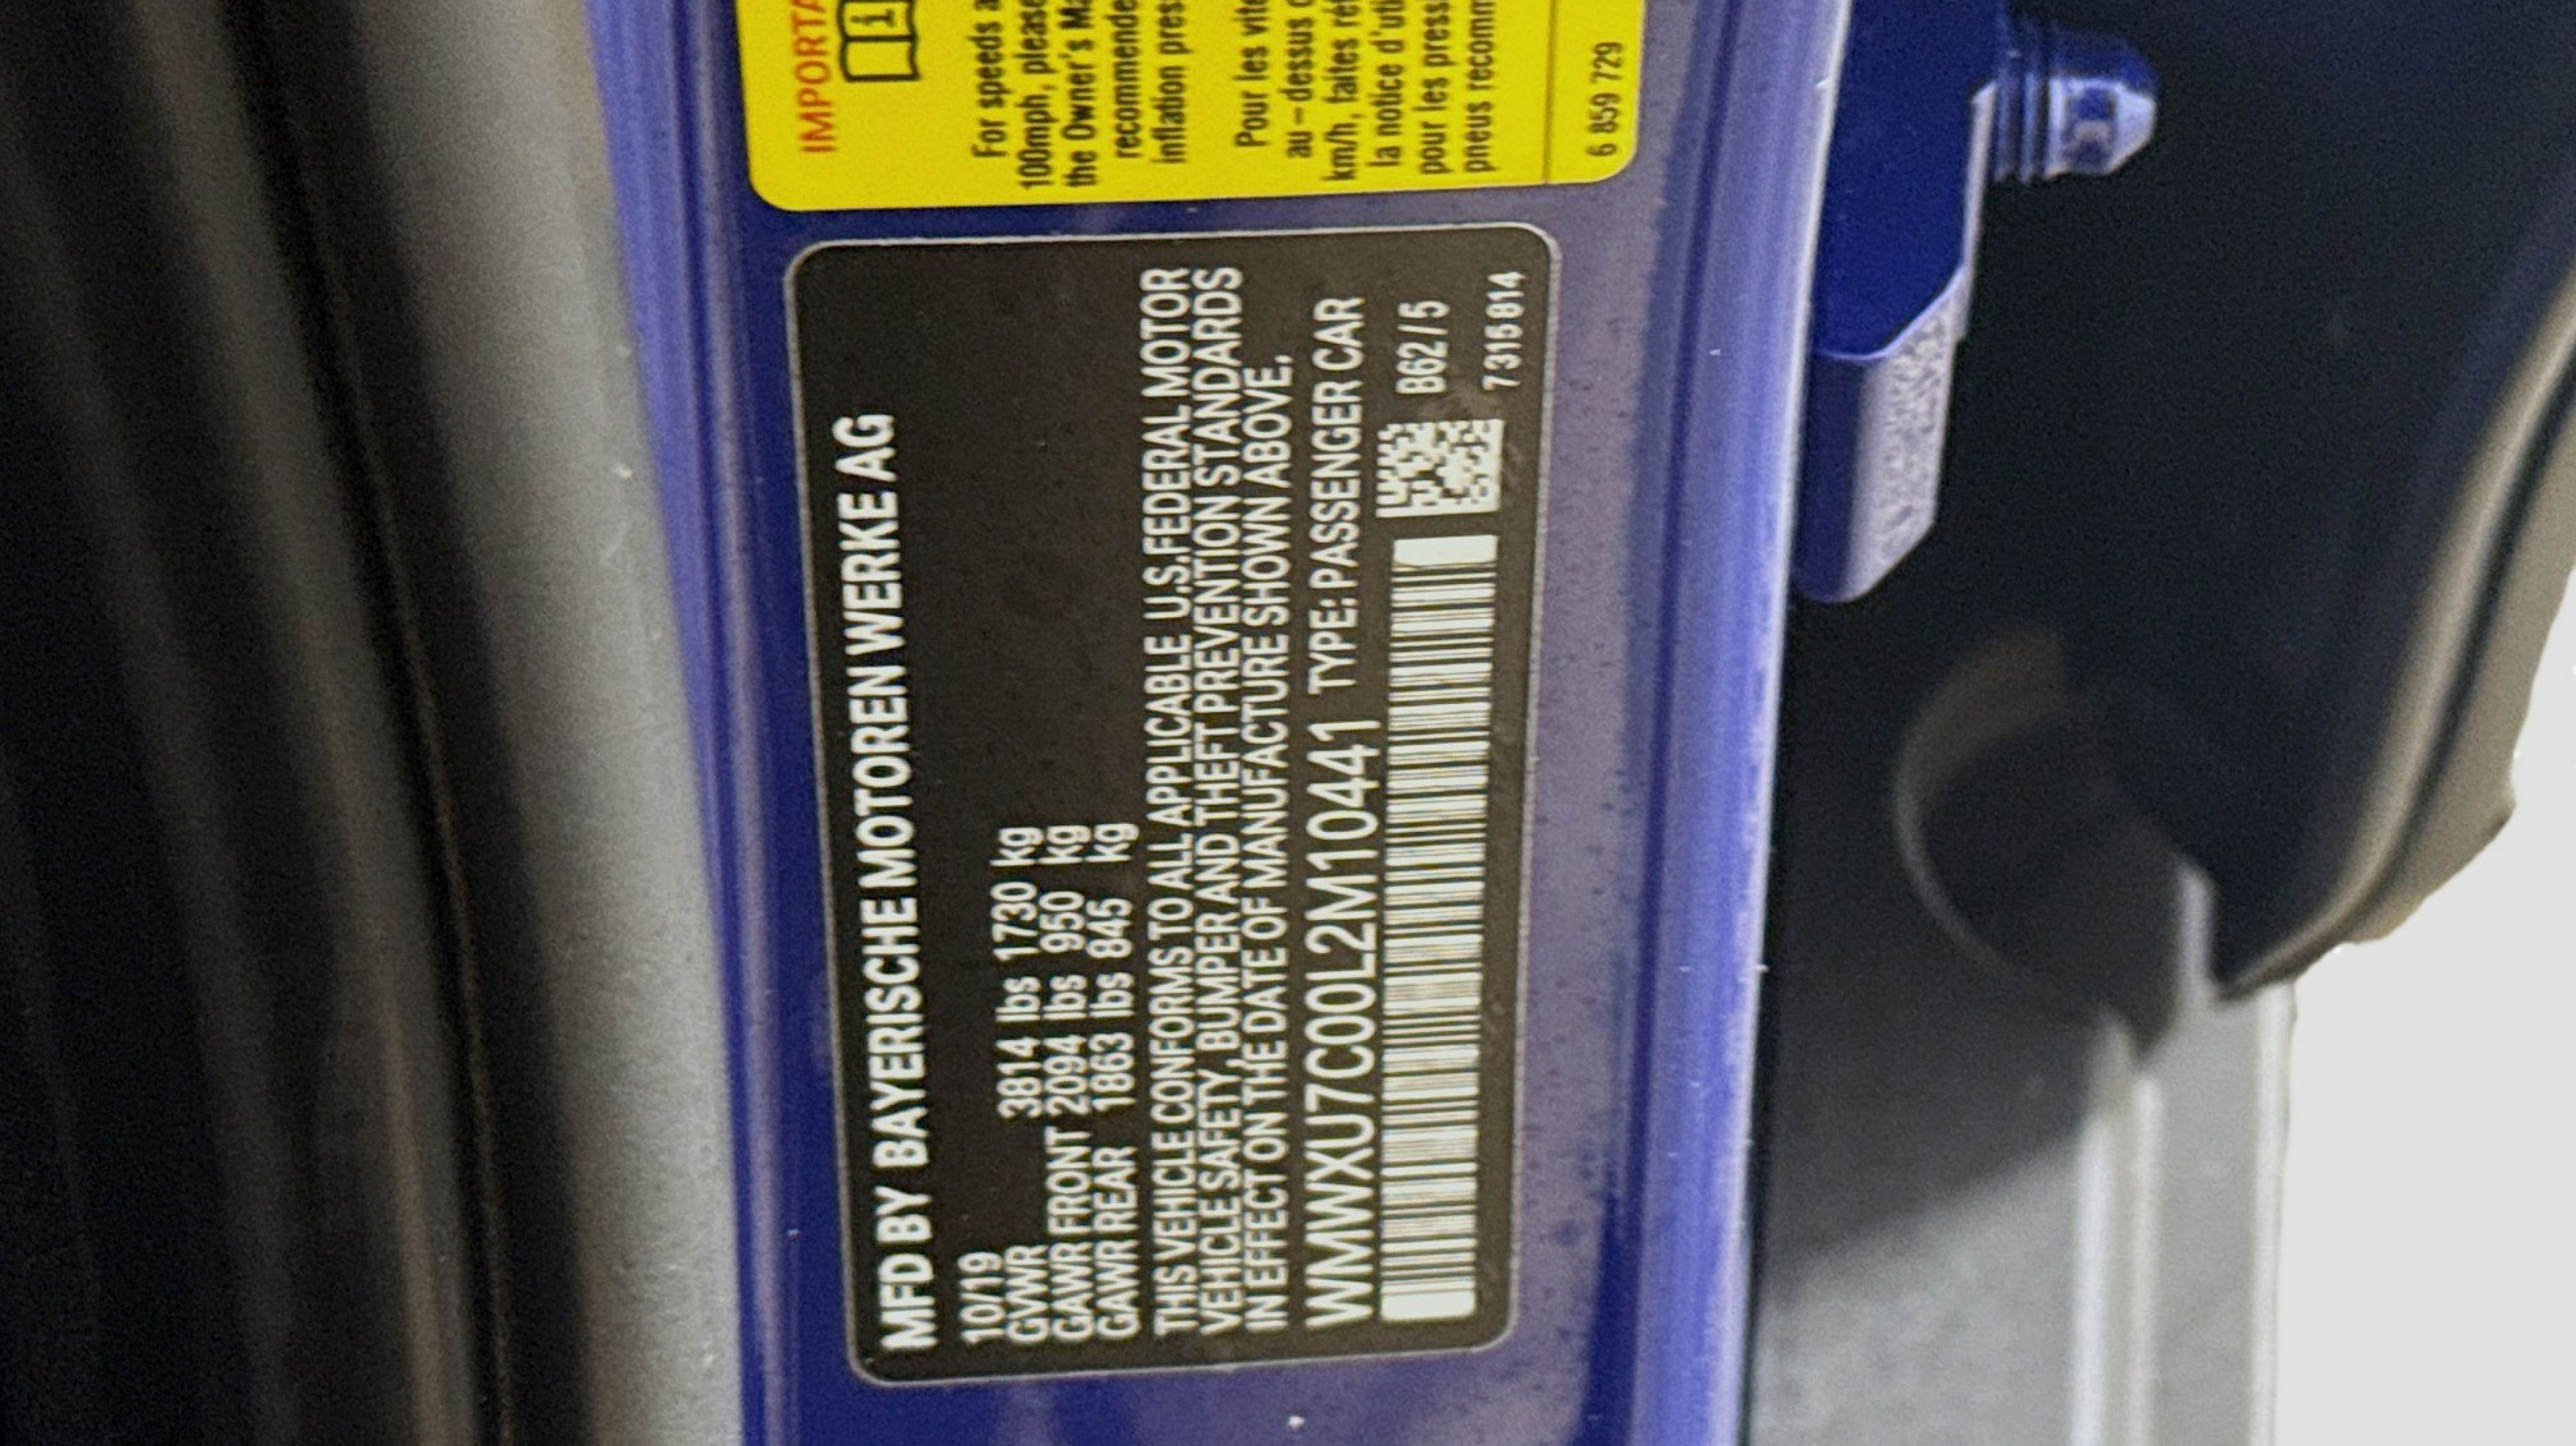 IMPORTA
i
For speeds a
100mph, please
the Owner's Ma
recommende
inflation pres
Pour les vite
au-dessus d
km/h, faites réf
la notice d'uti
pour les press
pneus recomm
6 859 729
MFD BY BAYERISCHE MOTOREN WERKE AG
10/19
GVWR 3814 lbs 1730 kg
GAWR FRONT 2094 lbs 950 kg
GAWR REAR 1863 lbs 845 kg
THIS VEHICLE CONFORMS TO ALL APPLICABLE U.S.FEDERAL MOTOR
VEHICLE SAFETY, BUMPER AND THEFT PREVENTION STANDARDS
IN EFFECT ON THE DATE OF MANUFACTURE SHOWN ABOVE.
WMWXU7C00L2M10441 TYPE: PASSENGER CAR
B62/5
7315814